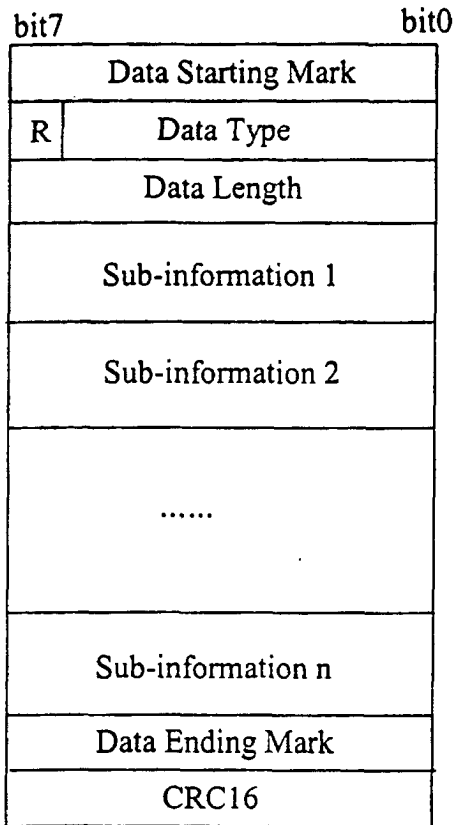 bit7 bit0
Data Starting Mark
R Data Type
Data Length
Sub-information 1
Sub-information 2
......
Sub-information n
Data Ending Mark
CRC16